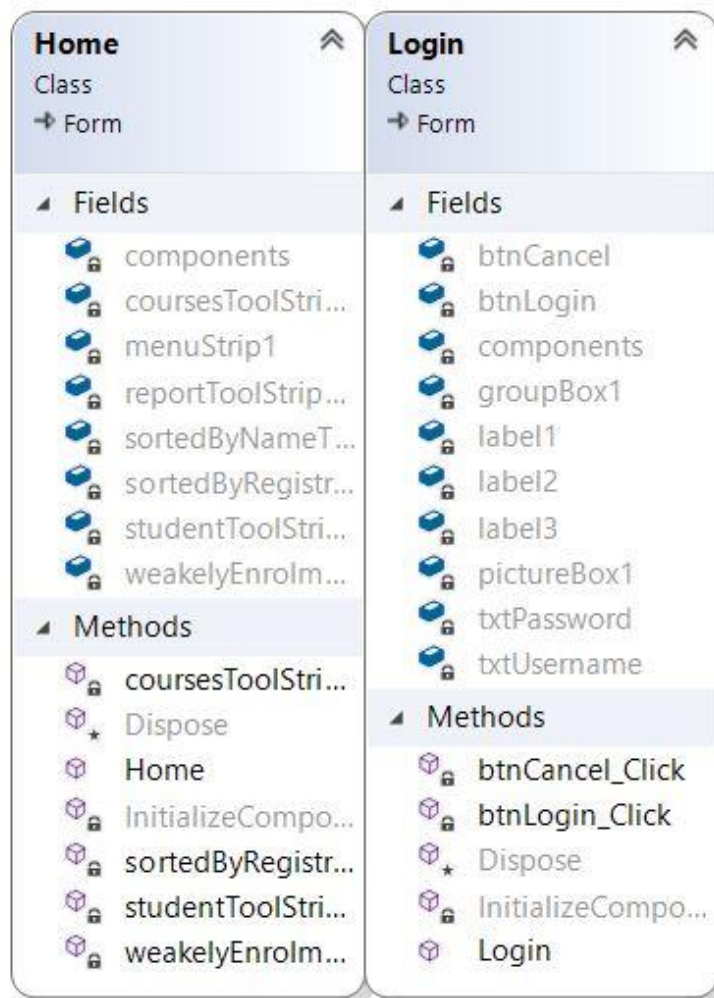 Home
Class
Form
Fields
components
coursesToolStri...
menuStrip1
reportToolStrip...
sortedByNameT...
sortedByRegistr...
studentToolStri...
weakelyEnrolm...
Methods
coursesToolStri...
Dispose
Home
InitializeCompo...
sortedByRegistr...
studentToolStri...
weakelyEnrolm...
Login
Class
Form
Fields
btnCancel
btnLogin
components
groupBox1
label1
label2
label3
pictureBox1
txtPassword
txtUsername
Methods
btnCancel_Click
btnLogin_Click
Dispose
InitializeCompo...
Login